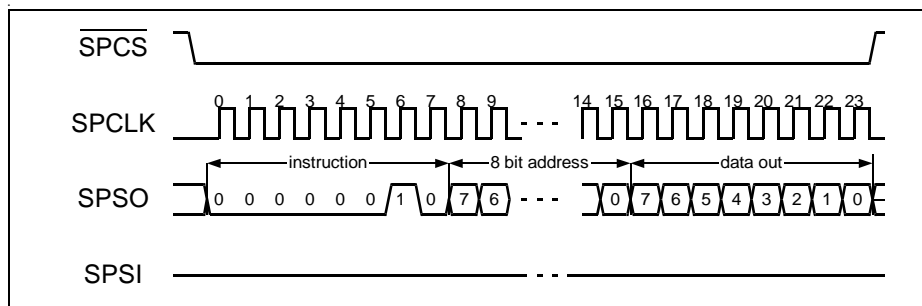 SPCS
0 1 2 3 4 5 6 7 8 9 14 15 16 17 18 19 20 21 22 23
SPCLK
instruction 8 bit address data out
SPSO 0 0 0 0 0 0 1 0 7 6 0 7 6 5 4 3 2 1 0
SPSI